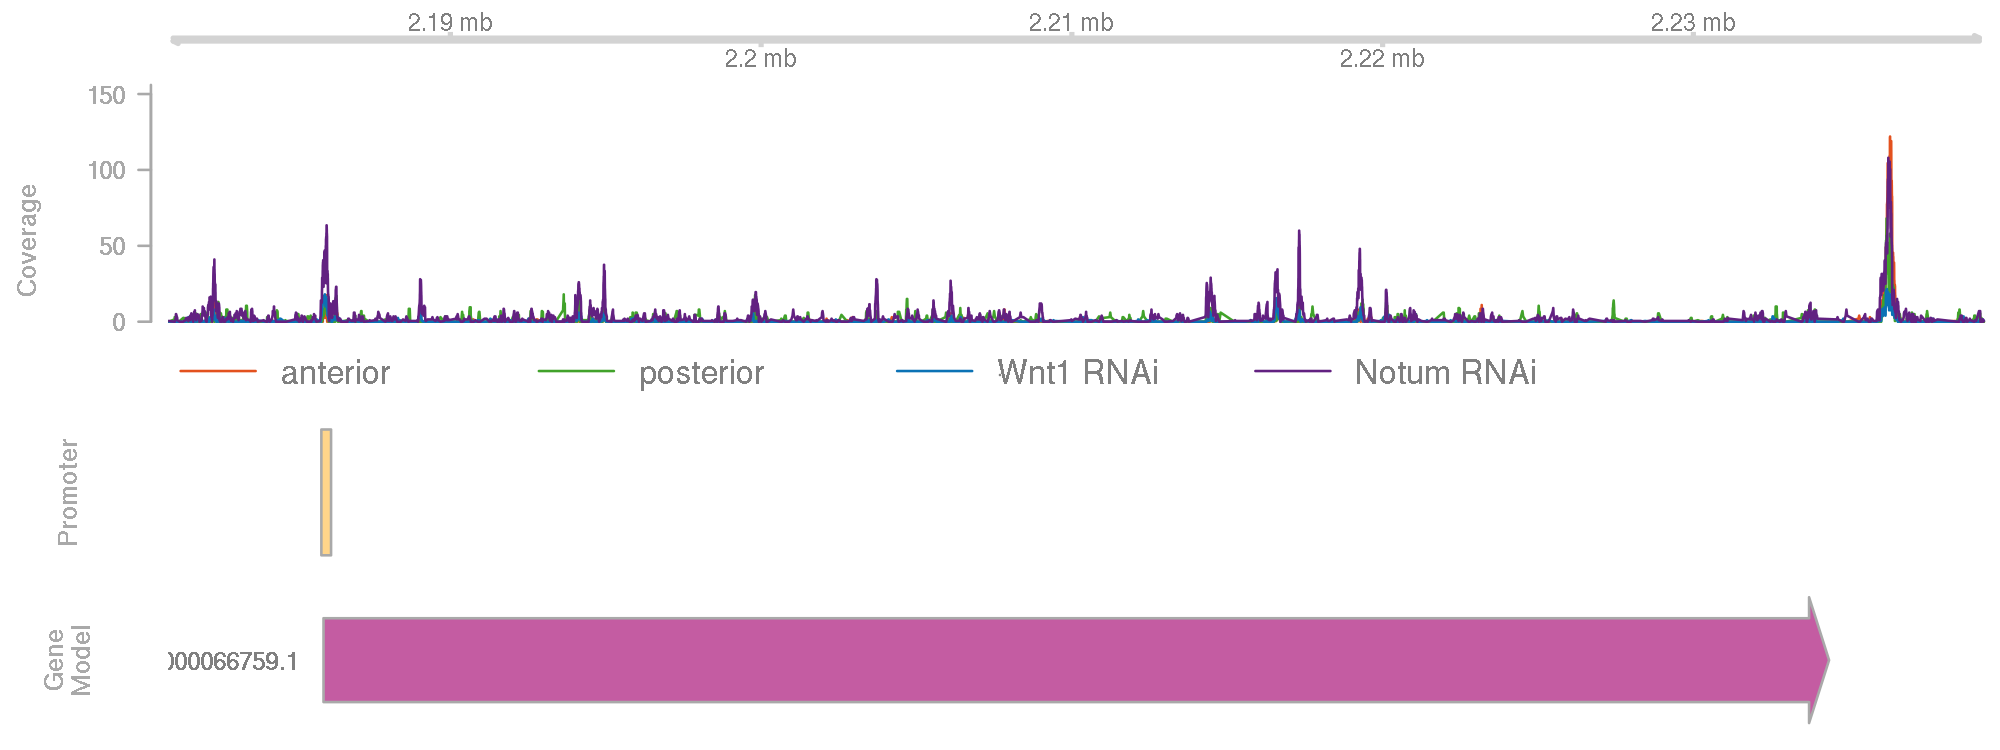 2.19 mb 2.21 mb 2.23 mb
2.2 mb 2.22 mb
150
100
50
0
Coverage
anterior posterior Wnt1 RNAi Notum RNAi
Promoter
Gene
Model
000066759.1